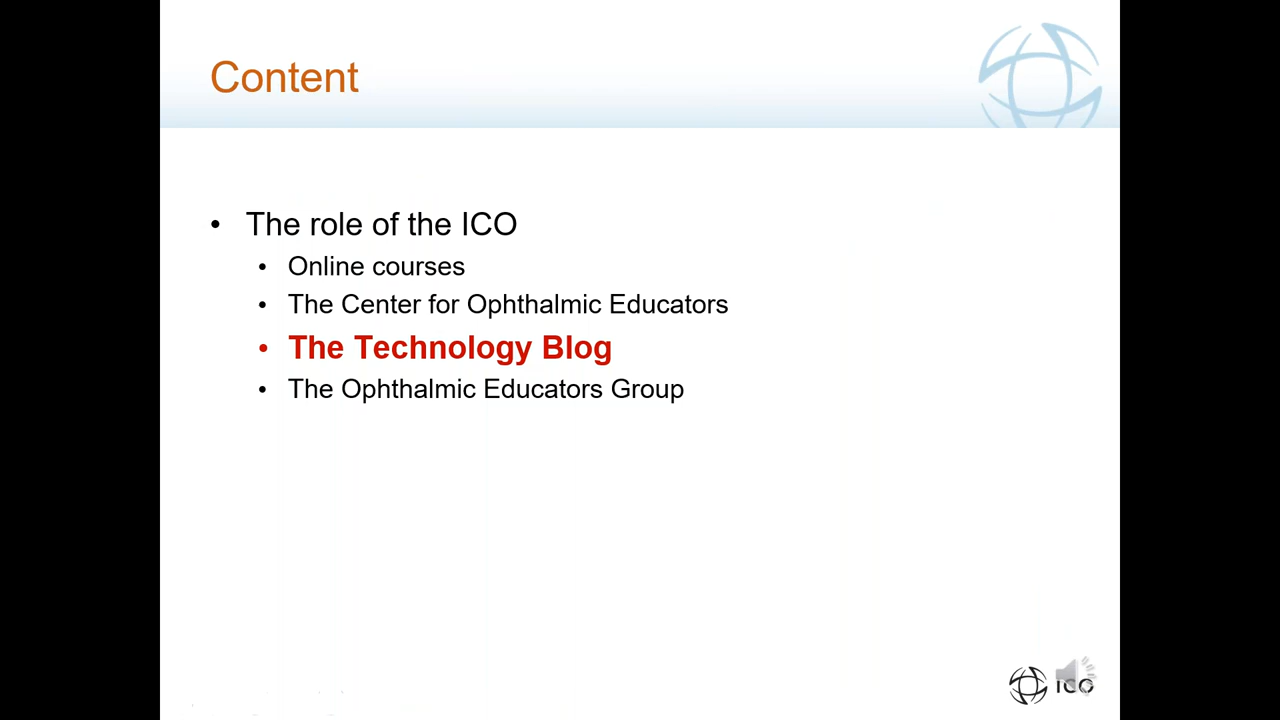 Content
• The role of the ICO
• Online courses
• The Center for Ophthalmic Educators
• The Technology Blog
• The Ophthalmic Educators Group
ICO